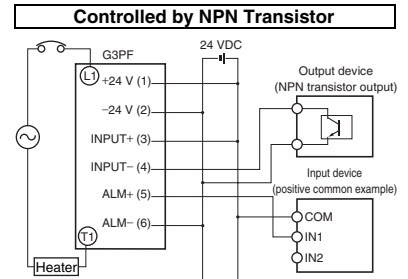 Controlled by NPN Transistor
24 VDC
G3PF
L1
+24 V (1)
−24 V (2)
INPUT+ (3)
INPUT− (4)
ALM+ (5)
ALM− (6)
T1
Heater
Output device
(NPN transistor output)
Input device
(positive common example)
COM
IN1
IN2